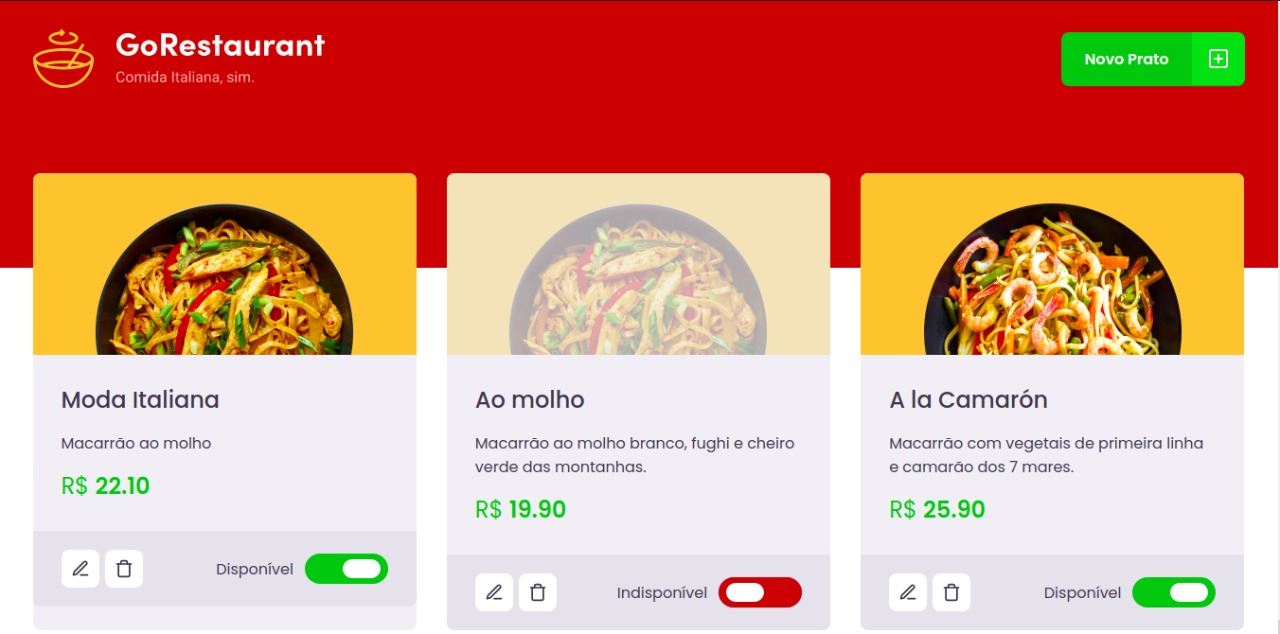 GoRestaurant
Comida Italiana, sim.
Novo Prato
Moda Italiana
Macarrão ao molho
R$ 22.10
Disponível
Ao molho
Macarrão ao molho branco, fughi e cheiro
verde das montanhas.
R$ 19.90
Indisponível
A la Camarón
Macarrão com vegetais de primeira linha
e camarão dos 7 mares.
R$ 25.90
Disponível